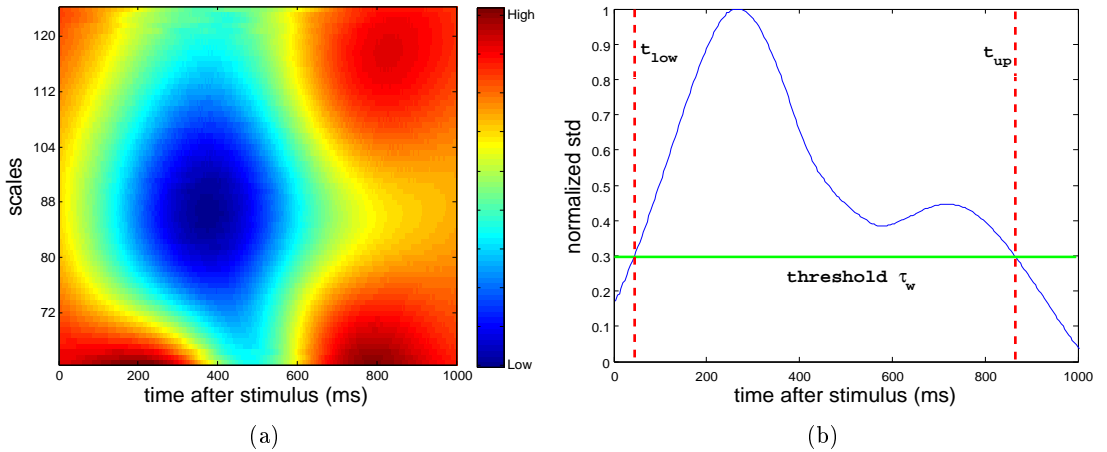 High
120
112
104
scales
88
80
72
Low
0
200
400
600
800
1000
time after stimulus (ms)
(a)
1
0.9
0.8
0.7
0.6
0.5
0.4
0.3
0.2
0.1
0
normalized std
t_low
t_up
threshold τ_w
0
200
400
600
800
1000
time after stimulus (ms)
(b)